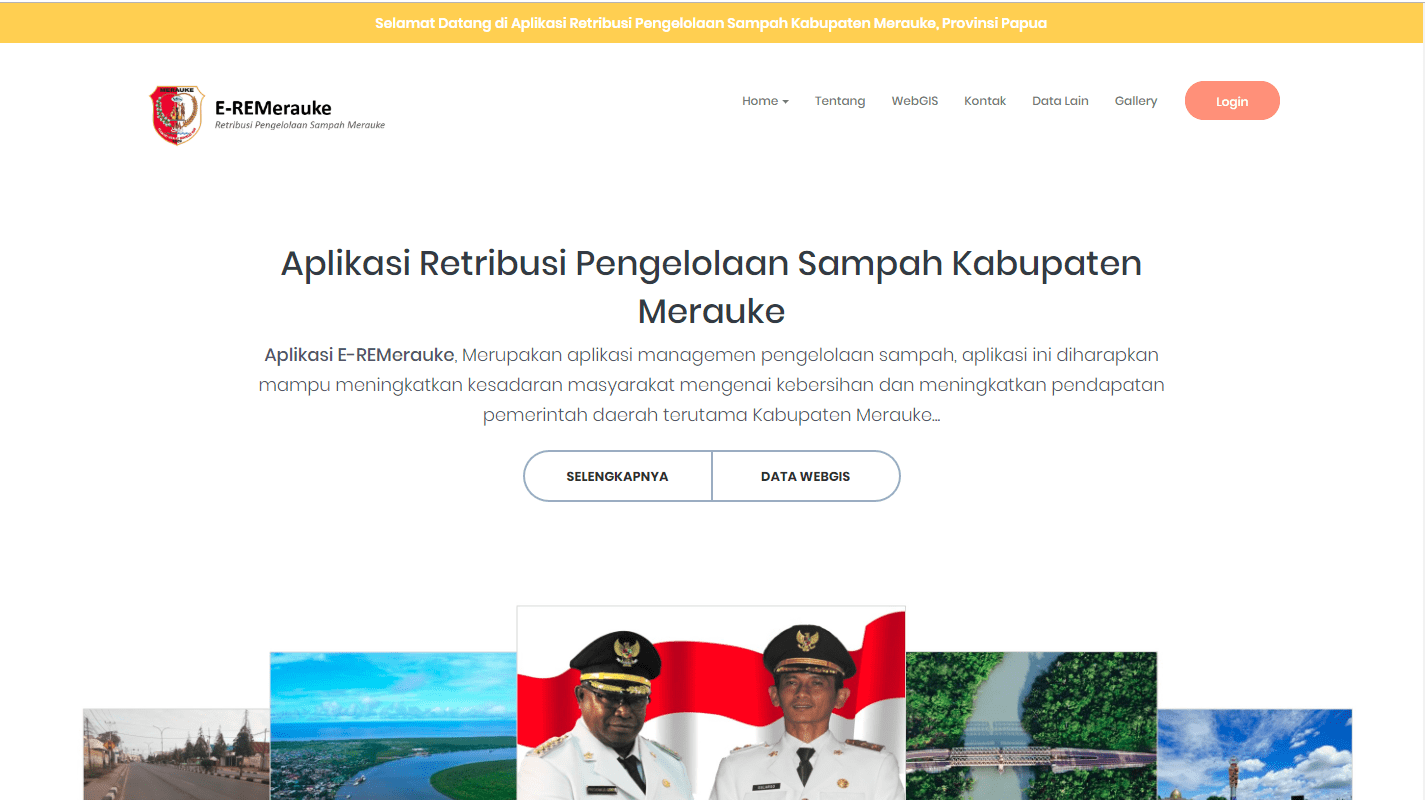 Selamat Datang di Aplikasi Retribusi Pengelolaan Sampah Kabupaten Merauke, Provinsi Papua
MERAUKE
E-REMerauke
Retribusi Pengelolaan Sampah Merauke
Home Tentang WebGIS Kontak Data Lain Gallery Login
Aplikasi Retribusi Pengelolaan Sampah Kabupaten
Merauke
Aplikasi E-REMerauke, Merupakan aplikasi managemen pengelolaan sampah, aplikasi ini diharapkan
mampu meningkatkan kesadaran masyarakat mengenai kebersihan dan meningkatkan pendapatan
pemerintah daerah terutama Kabupaten Merauke...
SELENGKAPNYA DATA WEBGIS